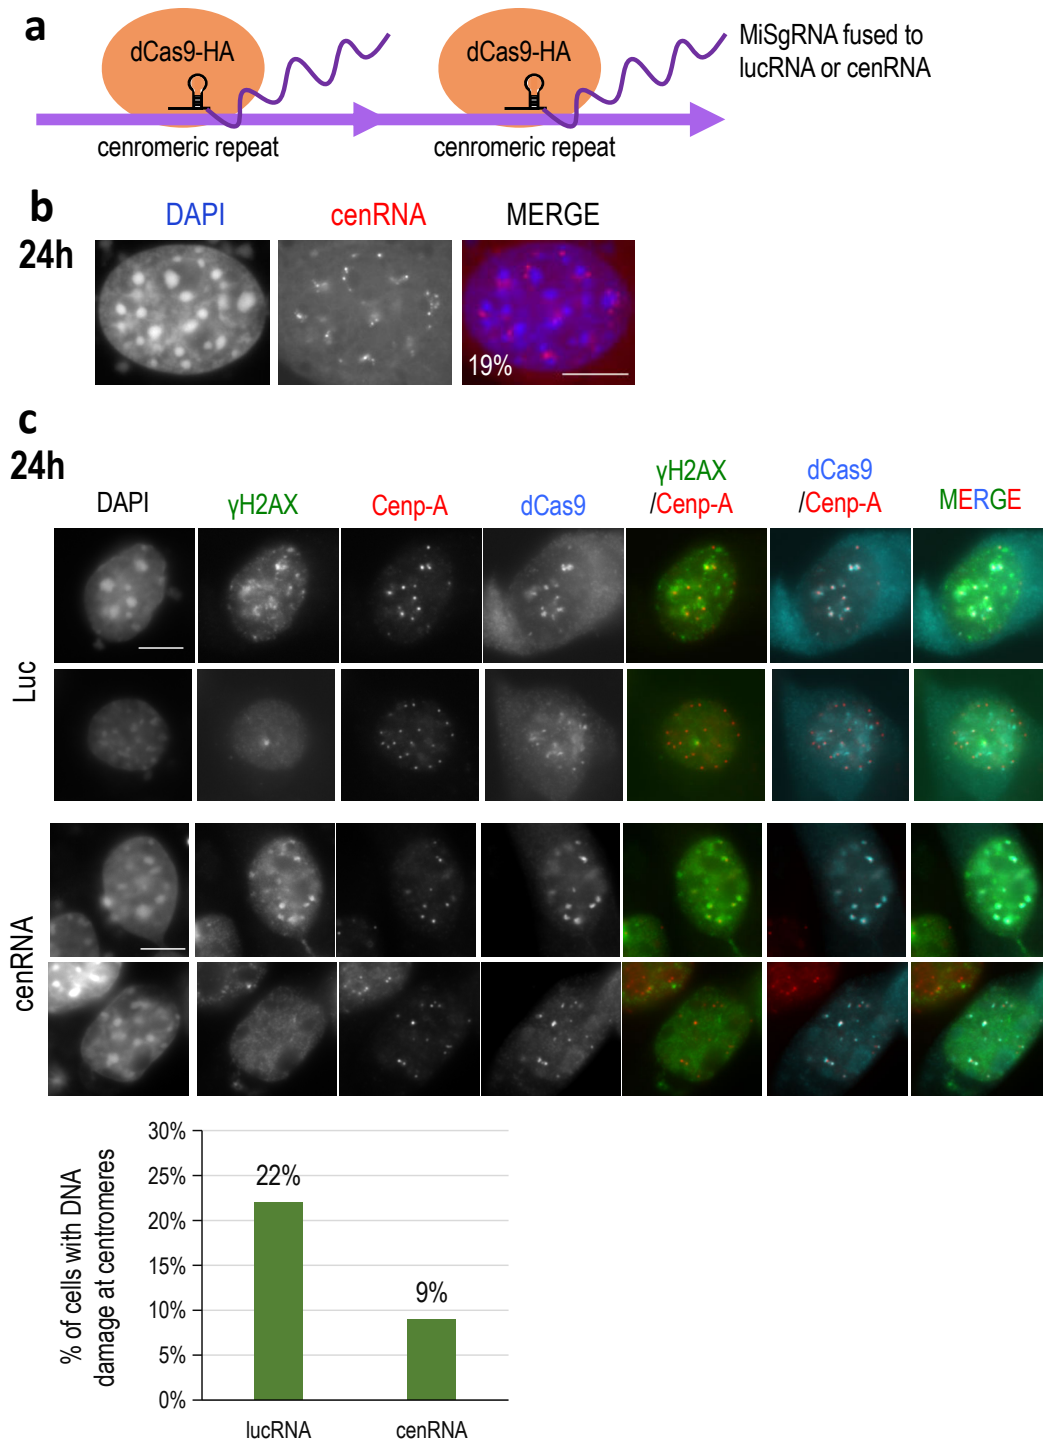 a
dCas9-HA
dCas9-HA
MiSgRNA fused to
lucRNA or cenRNA
cenromeric repeat
cenromeric repeat
b
24h
DAPI
cenRNA
MERGE
19%
c
24h
DAPI
γH2AX
Cenp-A
dCas9
γH2AX
/Cenp-A
dCas9
/Cenp-A
MERGE
Luc
cenRNA
% of cells with DNA
damage at centromeres
30%
25%
20%
15%
10%
5%
0%
22%
9%
lucRNA
cenRNA